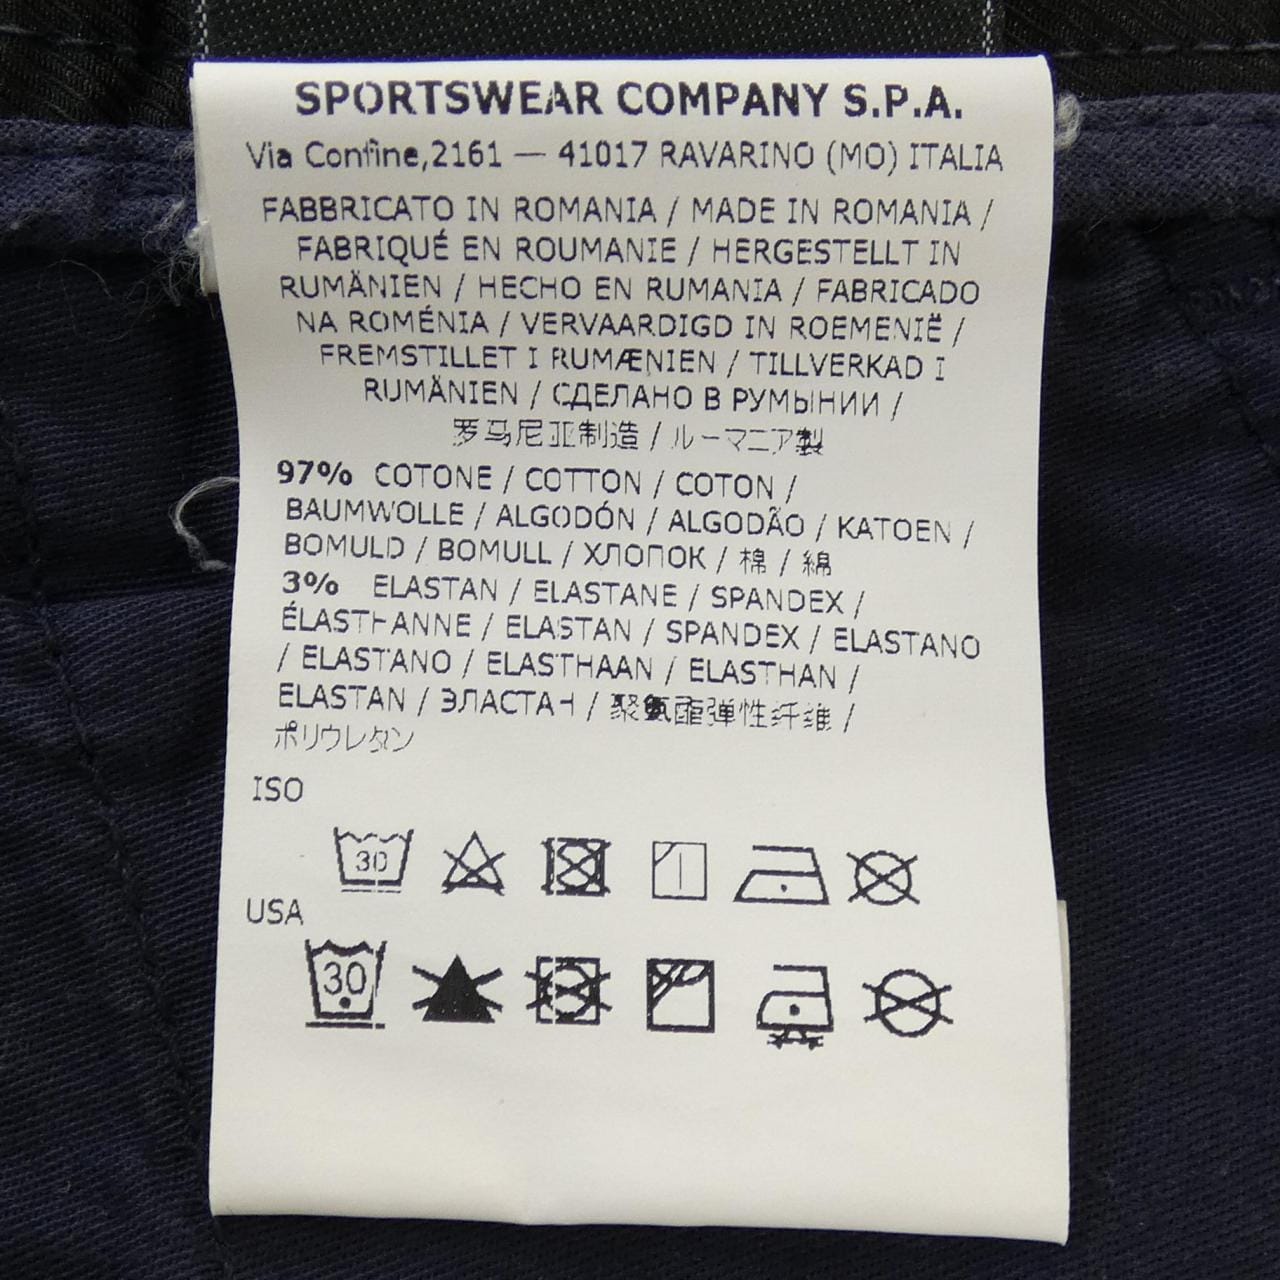 SPORTSWEAR COMPANY S.P.A.
Via Confine,2161 — 41017 RAVARINO (MO) ITALIA
FABBRICATO IN ROMANIA / MADE IN ROMANIA /
FABRIQUÉ EN ROUMANIE / HERGESTELLT IN
RUMÄNIEN / HECHO EN RUMANIA / FABRICADO
NA ROMÉNIA / VERVAARDIGD IN ROEMENIË /
FREMSTILLET I RUMÆNIEN / TILLVERKAD I
RUMÄNIEN / СДЕЛАНО В РУМЫНИИ /
罗马尼亚制造 / ルーマニア製
97% COTONE / COTTON / COTON /
BAUMWOLLE / ALGODÓN / ALGODÃO / KATOEN /
BOMULD / BOMULL / ХЛОПОК / 棉 / 綿
3% ELASTAN / ELASTANE / SPANDEX /
ÉLASTHANNE / ELASTAN / SPANDEX / ELASTANO
/ ELASTANO / ELASTHAAN / ELASTHAN /
ELASTAN / ЭЛАСТАН / 聚氨酯弹性纤维 /
ポリウレタン
ISO
30
USA
30